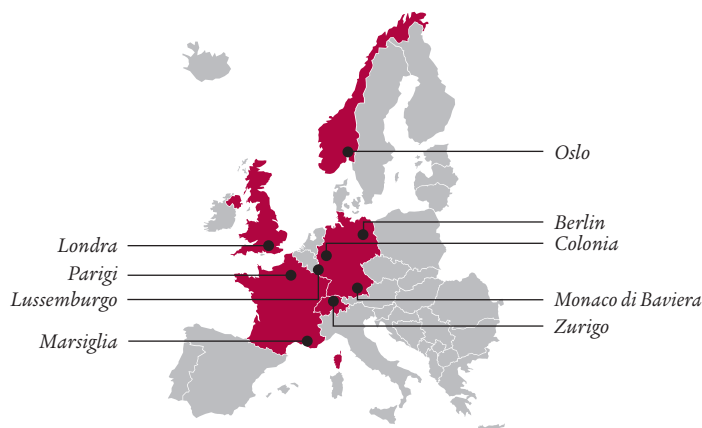 Oslo
Berlin
Colonia
Londra
Parigi
Lussemburgo
Monaco di Baviera
Zurigo
Marsiglia